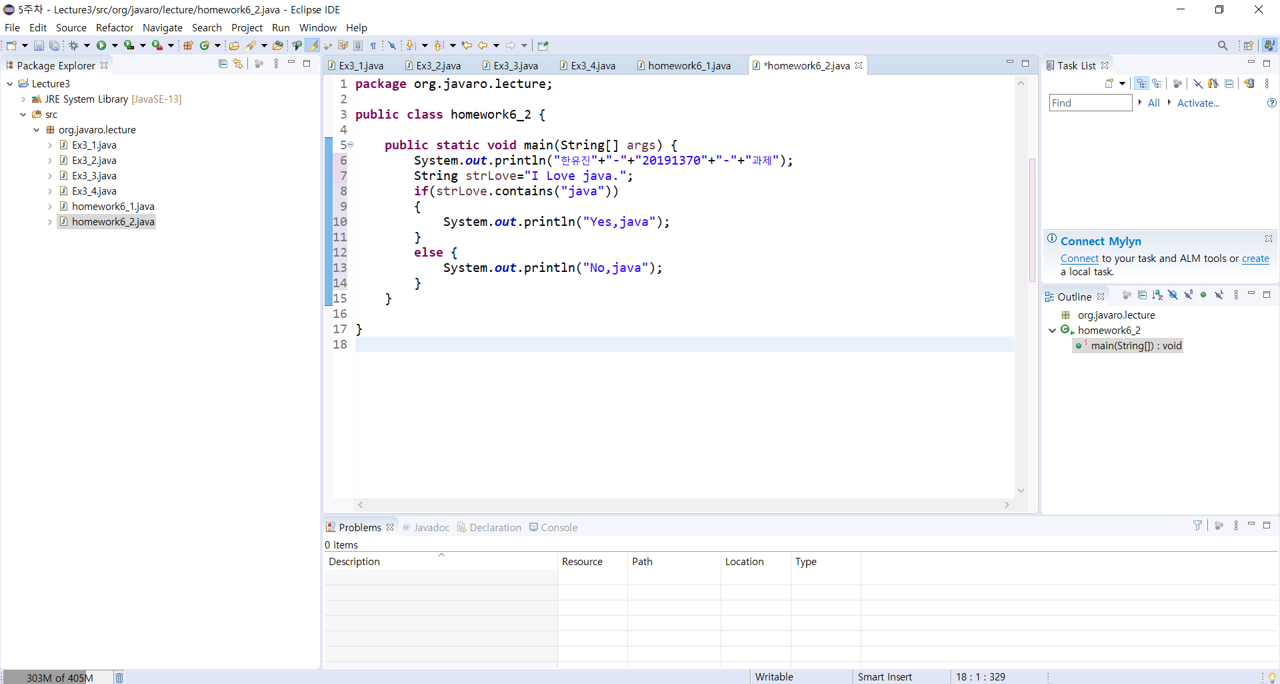 5주차 - Lecture3/src/org/javaro/lecture/homework6_2.java - Eclipse IDE
File Edit Source Refactor Navigate Search Project Run Window Help
Package Explorer
Lecture3
JRE System Library [JavaSE-13]
src
org.javaro.lecture
Ex3_1.java
Ex3_2.java
Ex3_3.java
Ex3_4.java
homework6_1.java
homework6_2.java
Ex3_1.java Ex3_2.java Ex3_3.java Ex3_4.java homework6_1.java *homework6_2.java
1 package org.javaro.lecture;
2
3 public class homework6_2 {
4
5 public static void main(String[] args) {
6 System.out.println("한유진"+"-"+"20191370"+"-"+"과제");
7 String strLove="I Love java.";
8 if(strLove.contains("java"))
9 {
10 System.out.println("Yes,java");
11 }
12 else {
13 System.out.println("No,java");
14 }
15 }
16
17 }
18
Task List
Find All Activate...
Connect Mylyn
Connect to your task and ALM tools or create
a local task.
Outline
org.javaro.lecture
homework6_2
main(String[]) : void
Problems Javadoc Declaration Console
0 items
Description Resource Path Location Type
303M of 405M Writable Smart Insert 18 : 1 : 329